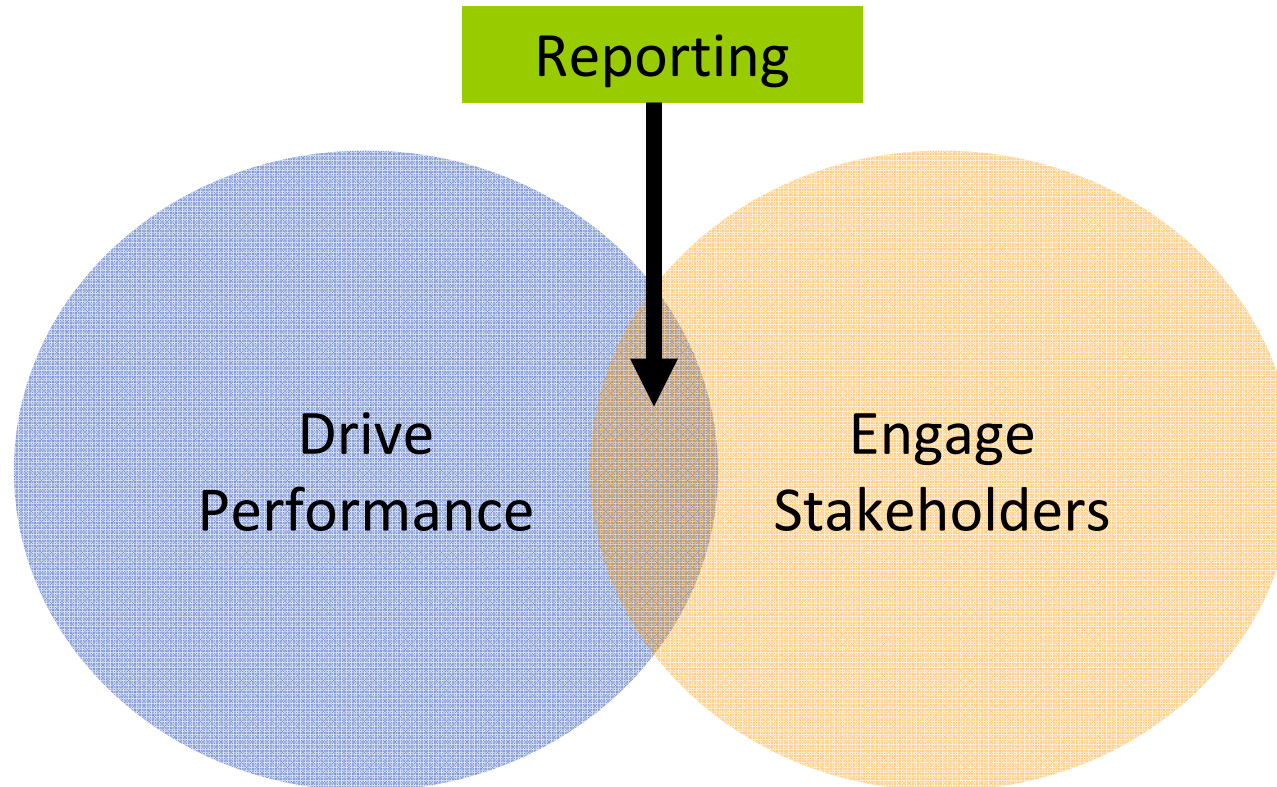 Reporting
Drive
Performance
Engage
Stakeholders